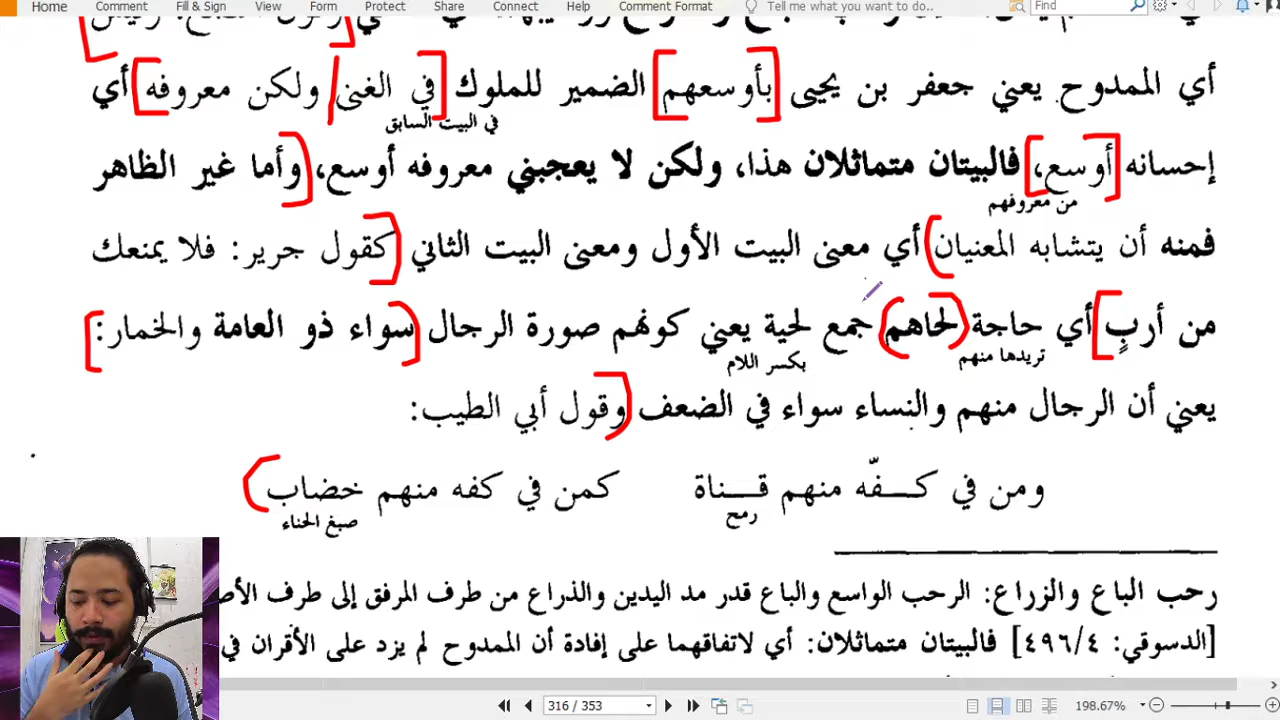 Home Comment Fill & Sign View Form Protect Share Connect Help Comment Format Tell me what you want to do.. Find
أي الممدوح يعني جعفر بن يحيى بأوسعهم الضمير للملوك في الغنى ولكن معروفه أي
في البيت السابق
إحسانه أوسع، فالبيتان متماثلان هذا، ولكن لا يعجبني معروفه أوسع، وأما غير الظاهر
من معروفهم
فمنه أن يتشابه المعنيان أي معنى البيت الأول ومعنى البيت الثاني كقول جرير: فلا يمنعك
من أربٍ أي حاجة لحاهم جمع لحية يعني كونهم صورة الرجال سواء ذو العامة والخمار:
تريدها منهم بكسر اللام
يعني أن الرجال منهم والنساء سواء في الضعف وقول أبي الطيب:
ومن في كـــفّه منهم قـــناة كمن في كفه منهم خضاب
رمح صبغ الحناء
رحب الباع والزراع: الرحب الواسع والباع قدر مد اليدين والذراع من طرف المرفق إلى طرف
[الدسوقي: ٤٩٦/٤] فالبيتان متماثلان: أي لاتفاقهما على إفادة أن الممدوح لم يزد على الأقران في
316 / 353 198.67%